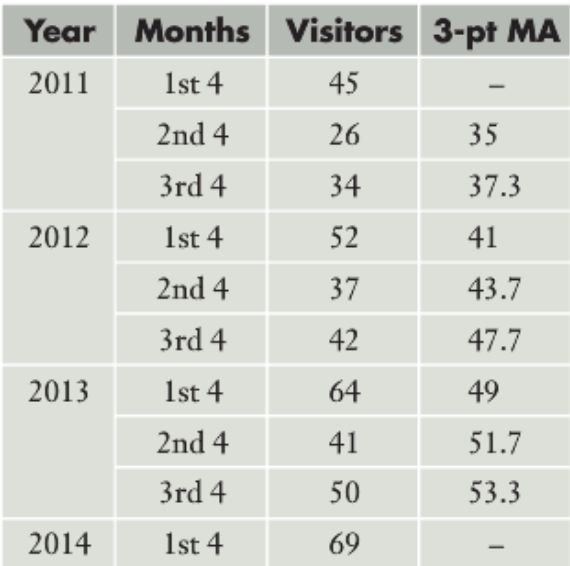 Year Months Visitors 3-pt MA
2011 1st 4 45 –
2nd 4 26 35
3rd 4 34 37.3
2012 1st 4 52 41
2nd 4 37 43.7
3rd 4 42 47.7
2013 1st 4 64 49
2nd 4 41 51.7
3rd 4 50 53.3
2014 1st 4 69 –